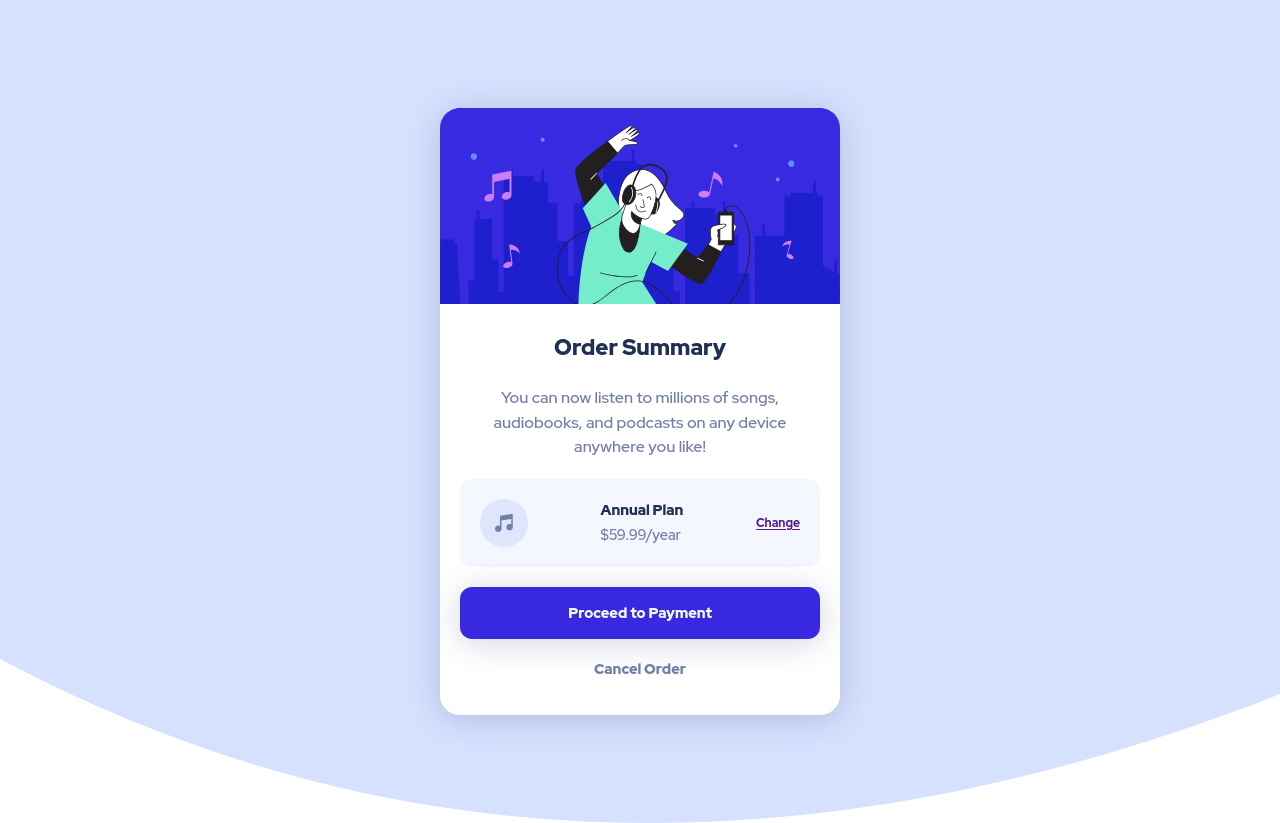 Order Summary
You can now listen to millions of songs,
audiobooks, and podcasts on any device
anywhere you like!
Annual Plan
$59.99/year
Change
Proceed to Payment
Cancel Order